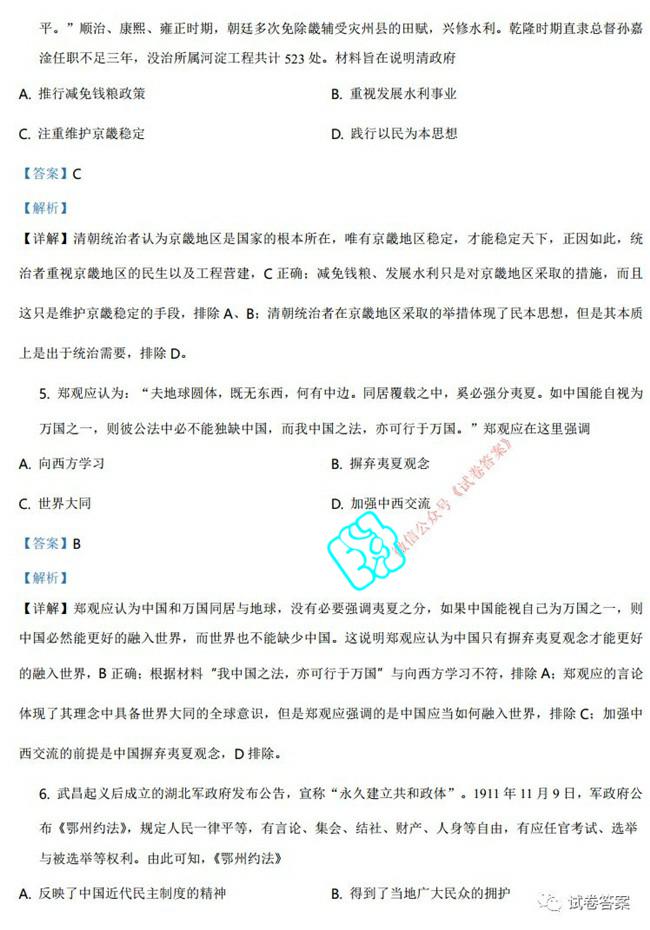 平。”顺治、康熙、雍正时期，朝廷多次免除畿辅受灾州县的田赋，兴修水利。乾隆时期直隶总督孙嘉
淦任职不足三年，没治所属河淀工程共计 523 处。材料旨在说明清政府
A. 推行减免钱粮政策
B. 重视发展水利事业
C. 注重维护京畿稳定
D. 践行以民为本思想
【答案】C
【解析】
【详解】清朝统治者认为京畿地区是国家的根本所在，唯有京畿地区稳定，才能稳定天下，正因如此，统
治者重视京畿地区的民生以及工程营建，C 正确；减免钱粮、发展水利只是对京畿地区采取的措施，而且
这只是维护京畿稳定的手段，排除 A、B；清朝统治者在京畿地区采取的举措体现了民本思想，但是其本质
上是出于统治需要，排除 D。
5. 郑观应认为：“夫地球圆体，既无东西，何有中边。同居覆载之中，奚必强分夷夏。如中国能自视为
万国之一，则彼公法中必不能独缺中国，而我中国之法，亦可行于万国。”郑观应在这里强调
A. 向西方学习
B. 摒弃夷夏观念
C. 世界大同
D. 加强中西交流
微信公众号《试卷答案》
【答案】B
【解析】
【详解】郑观应认为中国和万国同居与地球，没有必要强调夷夏之分，如果中国能视自己为万国之一，则
中国必然能更好的融入世界，而世界也不能缺少中国。这说明郑观应认为中国只有摒弃夷夏观念才能更好
的融入世界，B 正确；根据材料“我中国之法，亦可行于万国”与向西方学习不符，排除 A；郑观应的言论
体现了其理念中具备世界大同的全球意识，但是郑观应强调的是中国应当如何融入世界，排除 C；加强中
西交流的前提是中国摒弃夷夏观念，D 排除。
6. 武昌起义后成立的湖北军政府发布公告，宣称“永久建立共和政体”。1911 年 11 月 9 日，军政府公
布《鄂州约法》，规定人民一律平等，有言论、集会、结社、财产、人身等自由，有应任官考试、选举
与被选举等权利。由此可知，《鄂州约法》
A. 反映了中国近代民主制度的精神
B. 得到了当地广大民众的拥护
试卷答案